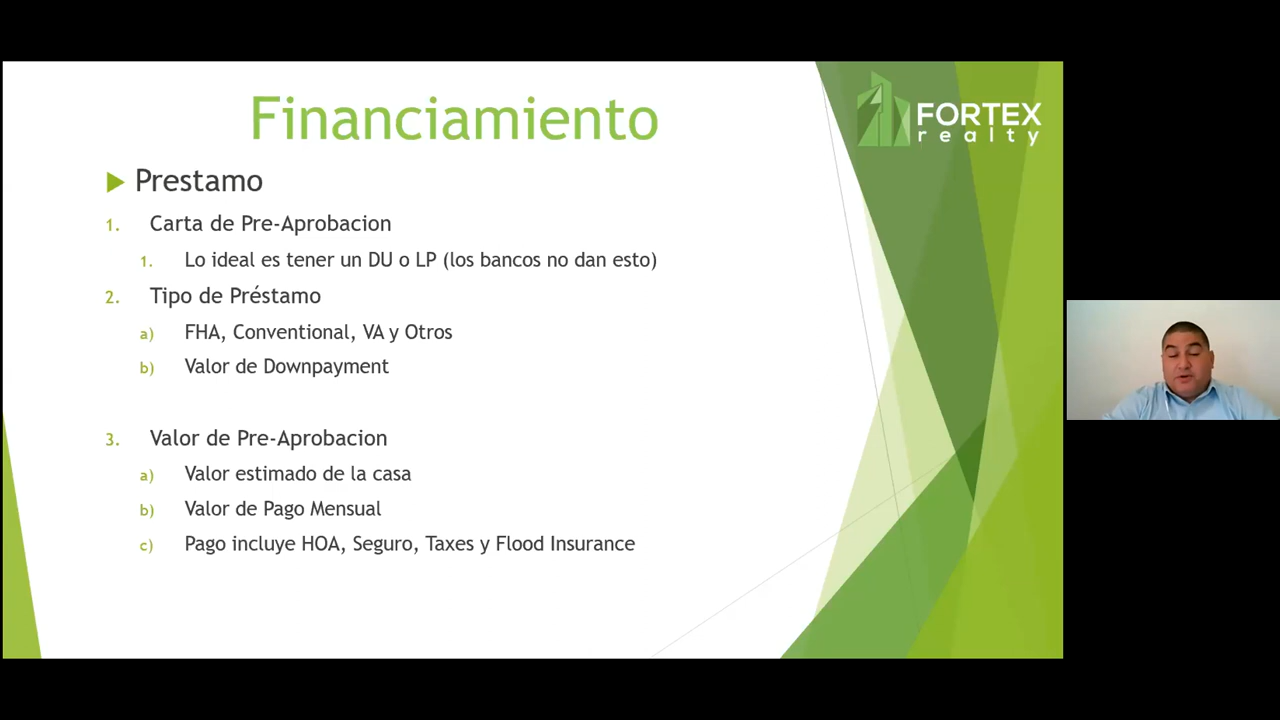 Financiamiento
FORTEX
realty
Prestamo
1. Carta de Pre-Aprobacion
1. Lo ideal es tener un DU o LP (los bancos no dan esto)
2. Tipo de Préstamo
a) FHA, Conventional, VA y Otros
b) Valor de Downpayment
3. Valor de Pre-Aprobacion
a) Valor estimado de la casa
b) Valor de Pago Mensual
c) Pago incluye HOA, Seguro, Taxes y Flood Insurance